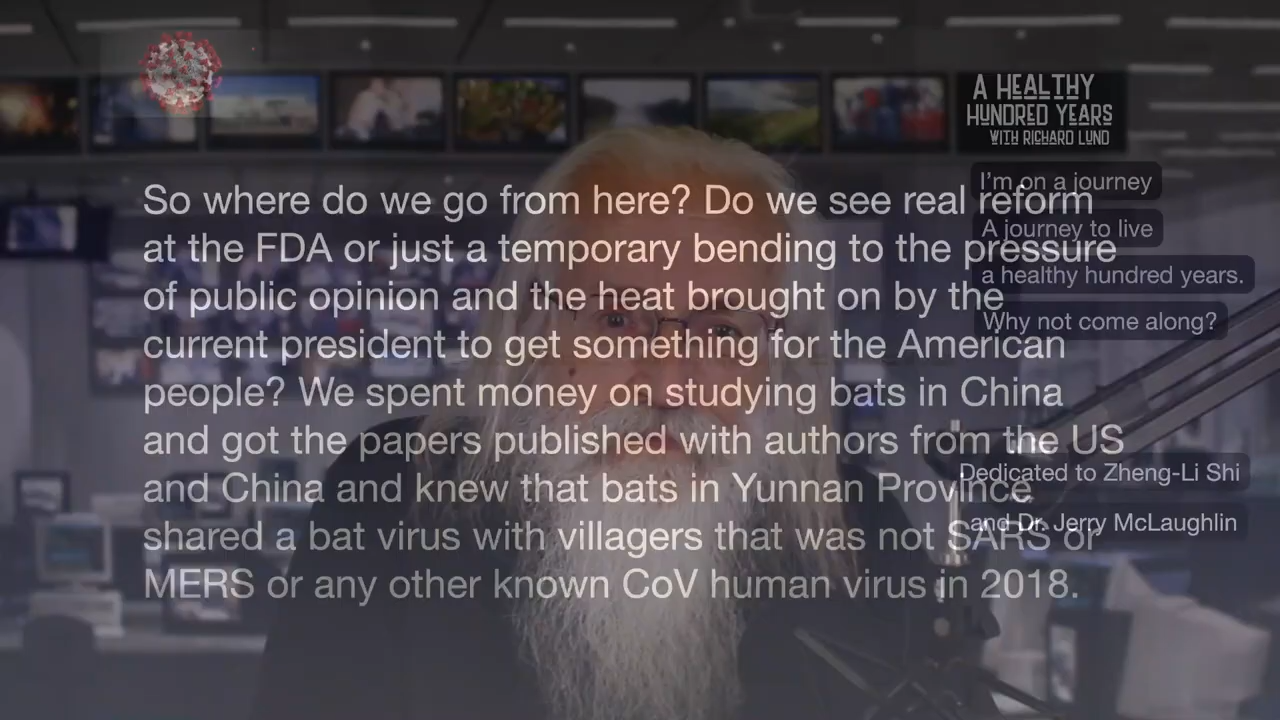 A HEALTHY
HUNDRED YEARS
WITH RICHARD LUND
I'm on a journey
A journey to live
a healthy hundred years.
Why not come along?
So where do we go from here? Do we see real reform
at the FDA or just a temporary bending to the pressure
of public opinion and the heat brought on by the
current president to get something for the American
people? We spent money on studying bats in China
and got the papers published with authors from the US
and China and knew that bats in Yunnan Province
shared a bat virus with villagers that was not SARS or
MERS or any other known CoV human virus in 2018.
Dedicated to Zheng-Li Shi
and Dr. Jerry McLaughlin